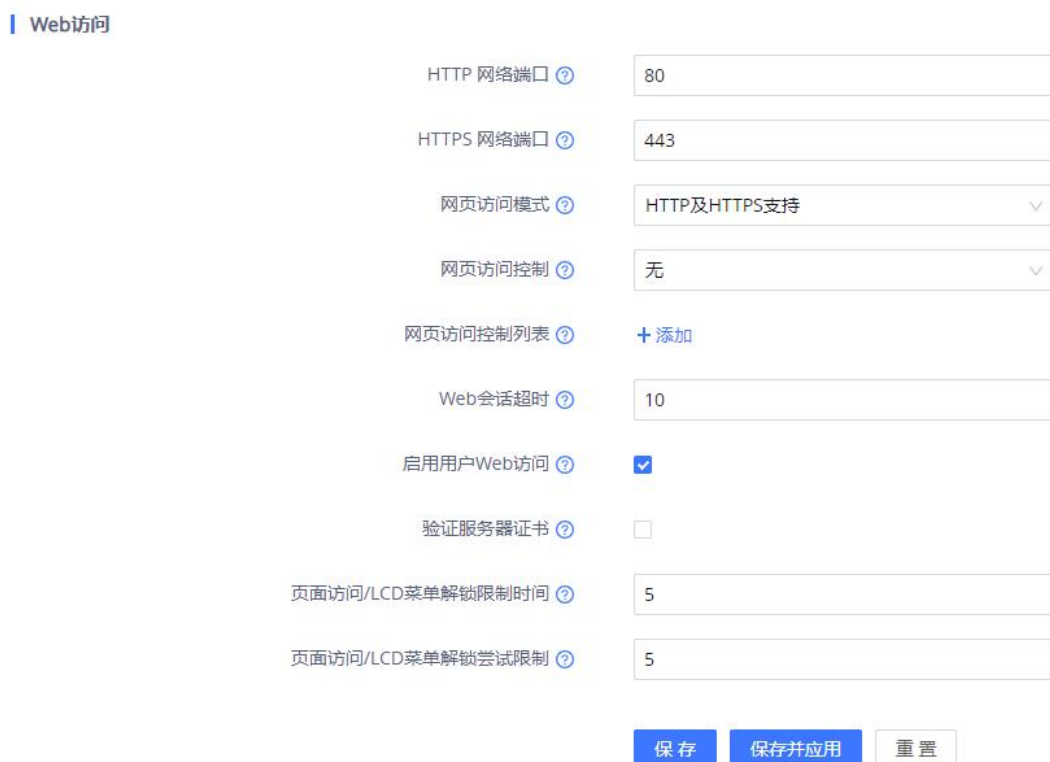 Web访问
HTTP 网络端口 80
HTTPS 网络端口 443
网页访问模式 HTTP及HTTPS支持
网页访问控制 无
网页访问控制列表 +添加
Web会话超时 10
启用用户Web访问
验证服务器证书
页面访问/LCD菜单解锁限制时间 5
页面访问/LCD菜单解锁尝试限制 5
保存 保存并应用 重置